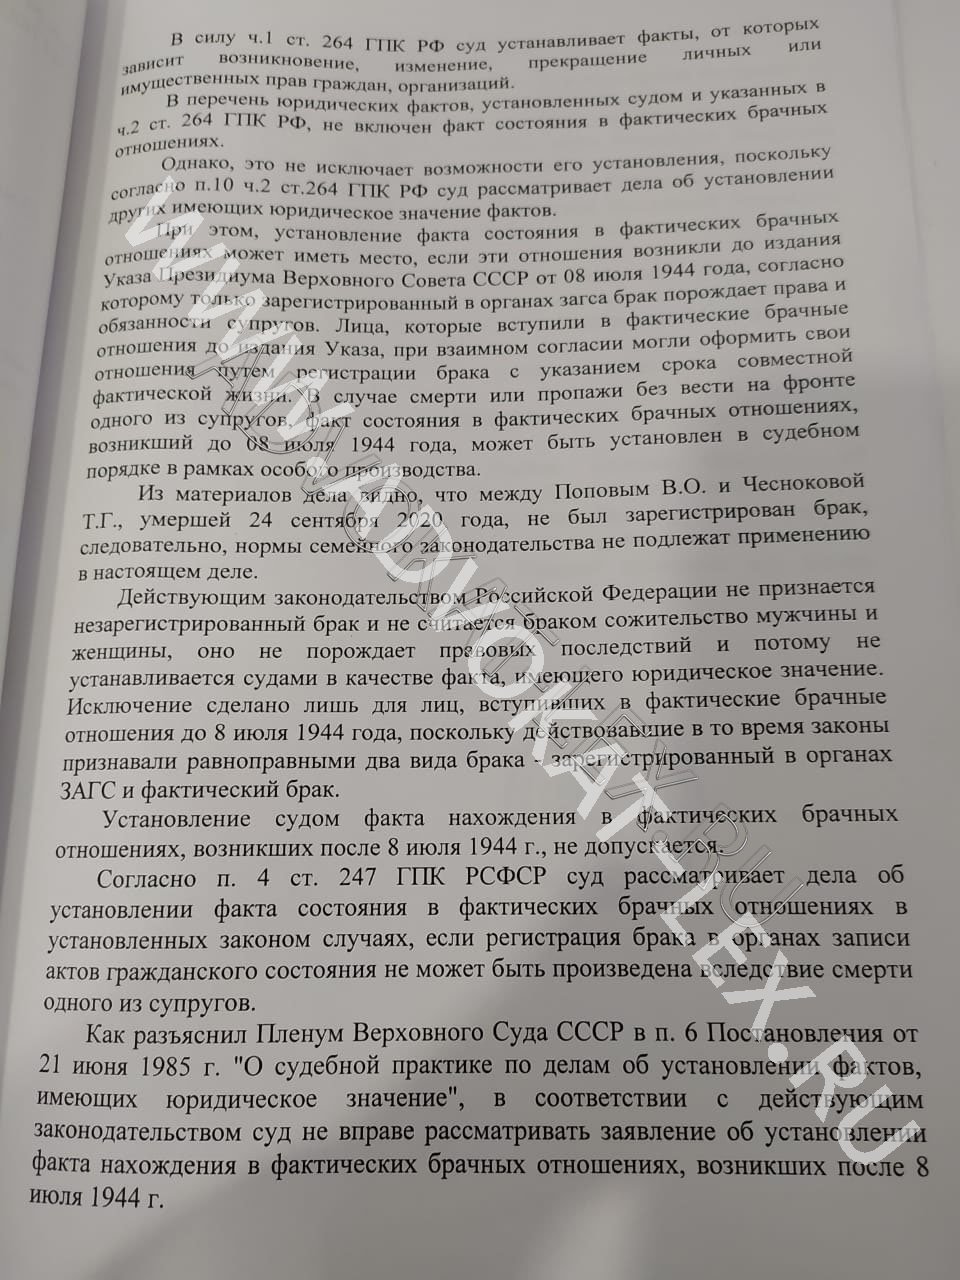 В силу ч.1 ст. 264 ГПК РФ суд устанавливает факты, от которых
зависит возникновение, изменение, прекращение личных или
имущественных прав граждан, организаций.
В перечень юридических фактов, установленных судом и указанных в
ч.2 ст. 264 ГПК РФ, не включен факт состояния в фактических брачных
отношениях.
Однако, это не исключает возможности его установления, поскольку
согласно п.10 ч.2 ст.264 ГПК РФ суд рассматривает дела об установлении
других имеющих юридическое значение фактов.
При этом, установление факта состояния в фактических брачных
отношениях может иметь место, если эти отношения возникли до издания
Указа Президиума Верховного Совета СССР от 08 июля 1944 года, согласно
которому только зарегистрированный в органах загса брак порождает права и
обязанности супругов. Лица, которые вступили в фактические брачные
отношения до издания Указа, при взаимном согласии могли оформить свои
отношения путем регистрации брака с указанием срока совместной
фактической жизни. В случае смерти или пропажи без вести на фронте
одного из супругов, факт состояния в фактических брачных отношениях,
возникший до 08 июля 1944 года, может быть установлен в судебном
порядке в рамках особого производства.
Из материалов дела видно, что между Поповым В.О. и Чесноковой
Т.Г., умершей 24 сентября 2020 года, не был зарегистрирован брак,
следовательно, нормы семейного законодательства не подлежат применению
в настоящем деле.
Действующим законодательством Российской Федерации не признается
незарегистрированный брак и не считается браком сожительство мужчины и
женщины, оно не порождает правовых последствий и потому не
устанавливается судами в качестве факта, имеющего юридическое значение.
Исключение сделано лишь для лиц, вступивших в фактические брачные
отношения до 8 июля 1944 года, поскольку действовавшие в то время законы
признавали равноправными два вида брака - зарегистрированный в органах
ЗАГС и фактический брак.
Установление судом факта нахождения в фактических брачных
отношениях, возникших после 8 июля 1944 г., не допускается.
Согласно п. 4 ст. 247 ГПК РСФСР суд рассматривает дела об
установлении факта состояния в фактических брачных отношениях в
установленных законом случаях, если регистрация брака в органах записи
актов гражданского состояния не может быть произведена вследствие смерти
одного из супругов.
Как разъяснил Пленум Верховного Суда СССР в п. 6 Постановления от
21 июня 1985 г. "О судебной практике по делам об установлении фактов,
имеющих юридическое значение", в соответствии с действующим
законодательством суд не вправе рассматривать заявление об установлении
факта нахождения в фактических брачных отношениях, возникших после 8
июля 1944 г.
WWW.ADVOKAT-LEX.RU